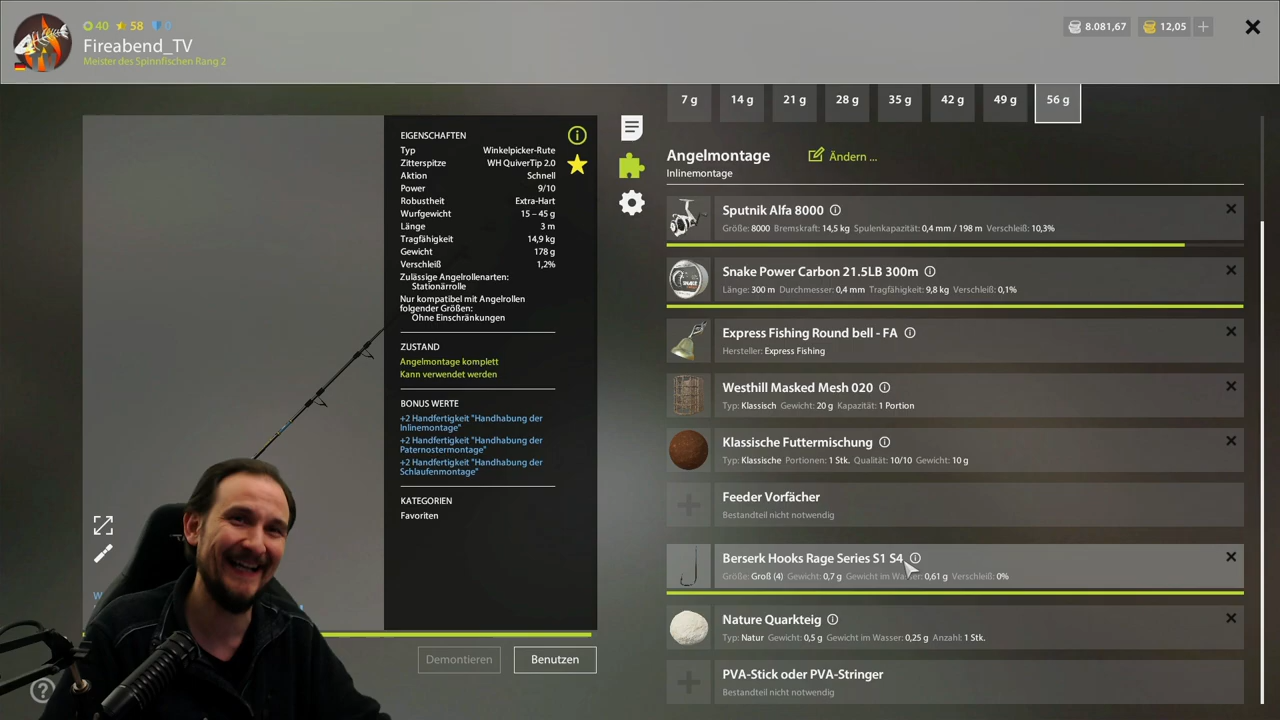 40 58 0
Fireabend_TV
Meister des Spinnfischen Rang 2
8.081,67 12,05
7 g 14 g 21 g 28 g 35 g 42 g 49 g 56 g
EIGENSCHAFTEN
Typ Winkelpicker-Rute
Zitterspitze WH QuiverTip 2.0
Aktion Schnell
Power 9/10
Robustheit Extra-Hart
Wurfgewicht 15 – 45 g
Länge 3 m
Tragfähigkeit 14,9 kg
Gewicht 178 g
Verschleiß 1,2%
Zulässige Angelrollenarten:
Stationärrolle
Nur kompatibel mit Angelrollen
folgender Größen:
Ohne Einschränkungen
ZUSTAND
Angelmontage komplett
Kann verwendet werden
BONUS WERTE
+2 Handfertigkeit "Handhabung der
Inlinemontage"
+2 Handfertigkeit "Handhabung der
Paternostermontage"
+2 Handfertigkeit "Handhabung der
Schlaufenmontage"
KATEGORIEN
Favoriten
Demontieren Benutzen
Angelmontage Ändern ...
Inlinemontage
Sputnik Alfa 8000
Größe: 8000 Bremskraft: 14,5 kg Spulenkapazität: 0,4 mm / 198 m Verschleiß: 10,3%
Snake Power Carbon 21.5LB 300m
Länge: 300 m Durchmesser: 0,4 mm Tragfähigkeit: 9,8 kg Verschleiß: 0,1%
Express Fishing Round bell - FA
Hersteller: Express Fishing
Westhill Masked Mesh 020
Typ: Klassisch Gewicht: 20 g Kapazität: 1 Portion
Klassische Futtermischung
Typ: Klassische Portionen: 1 Stk. Qualität: 10/10 Gewicht: 10 g
Feeder Vorfächer
Bestandteil nicht notwendig
Berserk Hooks Rage Series S1 S4
Größe: Groß (4) Gewicht: 0,7 g Gewicht im Wasser: 0,61 g Verschleiß: 0%
Nature Quarkteig
Typ: Natur Gewicht: 0,5 g Gewicht im Wasser: 0,25 g Anzahl: 1 Stk.
PVA-Stick oder PVA-Stringer
Bestandteil nicht notwendig